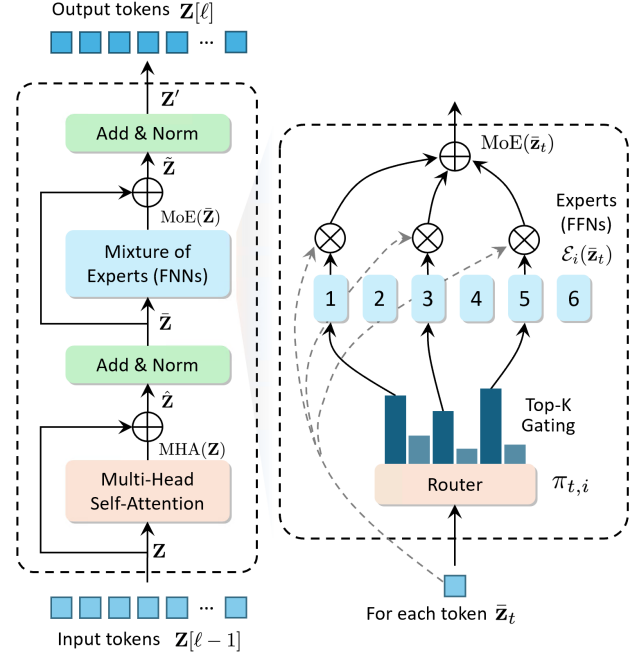 Output tokens Z[ℓ]
...
Z′
Add & Norm
Z̃
MoE(Z̄)
Mixture of
Experts (FNNs)
Z̄
Add & Norm
Ẑ
MHA(Z)
Multi-Head
Self-Attention
Z
...
Input tokens Z[ℓ − 1]
MoE(z̄ₜ)
Experts
(FFNs)
ℰᵢ(z̄ₜ)
1 2 3 4 5 6
Top-K
Gating
Router
πₜ,ᵢ
For each token z̄ₜ